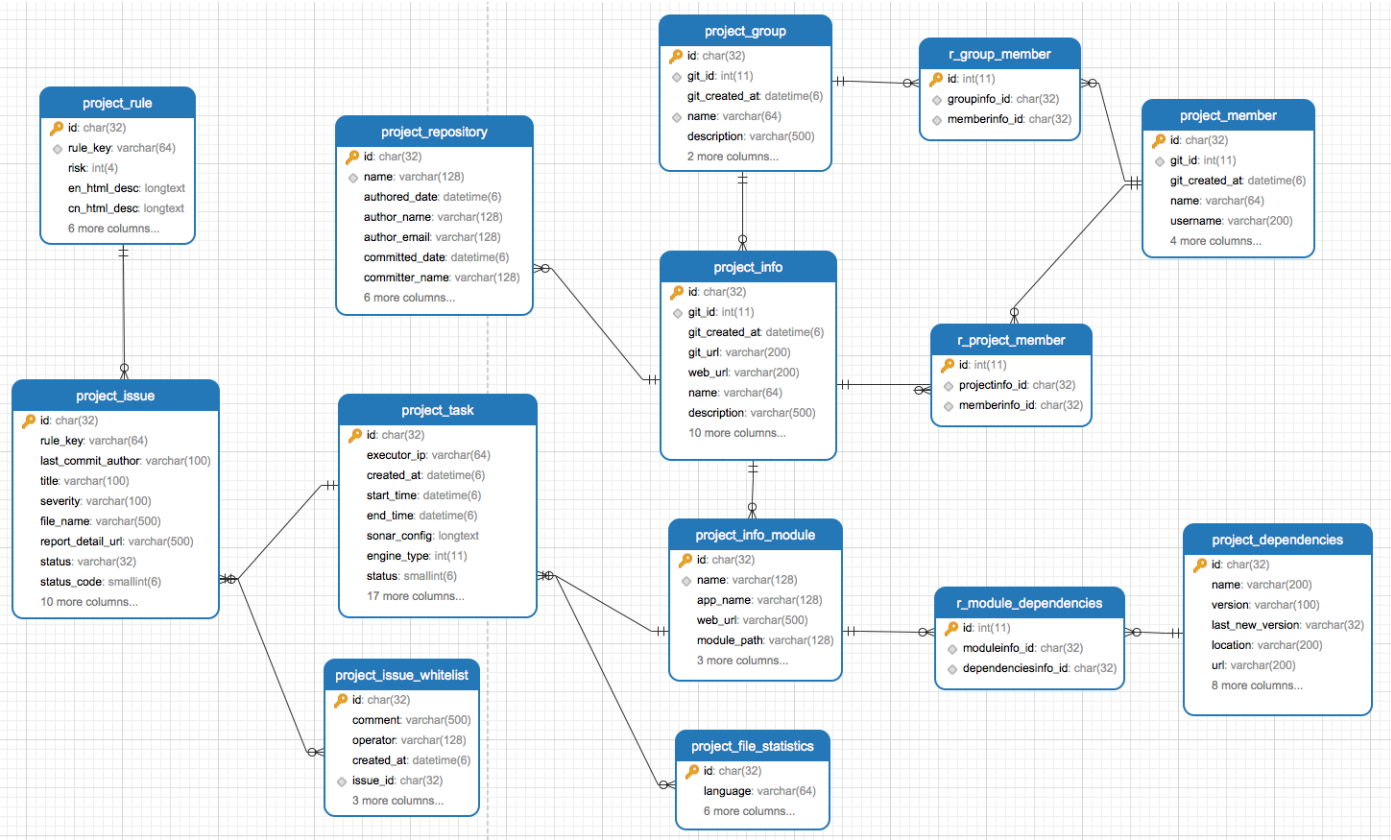 project_group
id: char(32)
git_id: int(11)
git_created_at: datetime(6)
name: varchar(64)
description: varchar(500)
2 more columns...
r_group_member
id: int(11)
groupinfo_id: char(32)
memberinfo_id: char(32)
project_rule
id: char(32)
rule_key: varchar(64)
risk: int(4)
en_html_desc: longtext
cn_html_desc: longtext
6 more columns...
project_member
id: char(32)
git_id: int(11)
git_created_at: datetime(6)
name: varchar(64)
username: varchar(200)
4 more columns...
project_repository
id: char(32)
name: varchar(128)
authored_date: datetime(6)
author_name: varchar(128)
author_email: varchar(128)
committed_date: datetime(6)
committer_name: varchar(128)
6 more columns...
project_info
id: char(32)
git_id: int(11)
git_created_at: datetime(6)
git_url: varchar(200)
web_url: varchar(200)
name: varchar(64)
description: varchar(500)
10 more columns...
r_project_member
id: int(11)
projectinfo_id: char(32)
memberinfo_id: char(32)
project_issue
id: char(32)
rule_key: varchar(64)
last_commit_author: varchar(100)
title: varchar(100)
severity: varchar(100)
file_name: varchar(500)
report_detail_url: varchar(500)
status: varchar(32)
status_code: smallint(6)
10 more columns...
project_task
id: char(32)
executor_ip: varchar(64)
created_at: datetime(6)
start_time: datetime(6)
end_time: datetime(6)
sonar_config: longtext
engine_type: int(11)
status: smallint(6)
17 more columns...
project_info_module
id: char(32)
name: varchar(128)
app_name: varchar(128)
web_url: varchar(500)
module_path: varchar(128)
3 more columns...
project_dependencies
id: char(32)
name: varchar(200)
version: varchar(100)
last_new_version: varchar(32)
location: varchar(200)
url: varchar(200)
8 more columns...
r_module_dependencies
id: int(11)
moduleinfo_id: char(32)
dependenciesinfo_id: char(32)
project_issue_whitelist
id: char(32)
comment: varchar(500)
operator: varchar(128)
created_at: datetime(6)
issue_id: char(32)
3 more columns...
project_file_statistics
id: char(32)
language: varchar(64)
6 more columns...